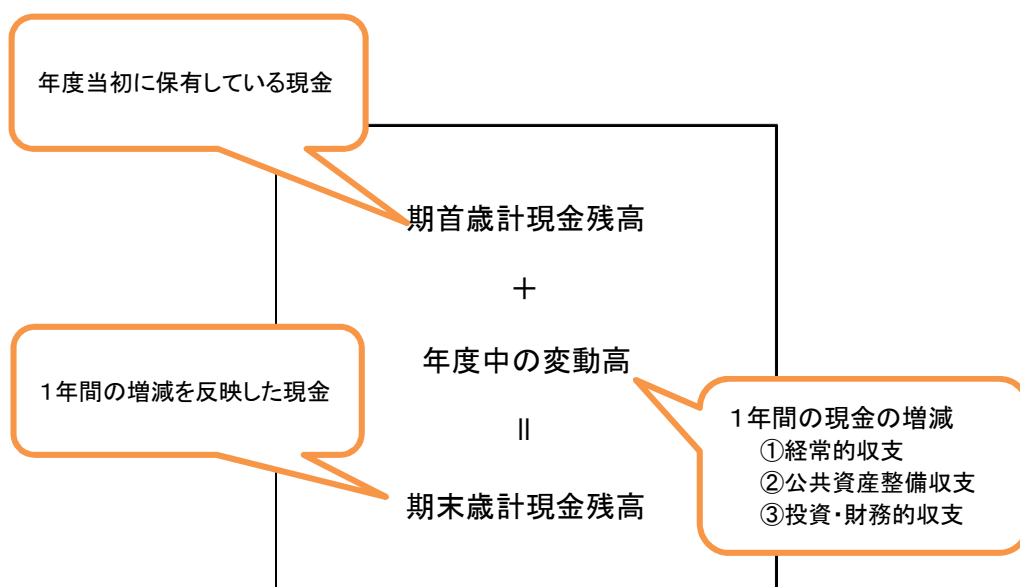 年度当初に保有している現金
期首歳計現金残高
＋
年度中の変動高
１年間の増減を反映した現金
＝
１年間の現金の増減
①経常的収支
②公共資産整備収支
③投資・財務的収支
期末歳計現金残高